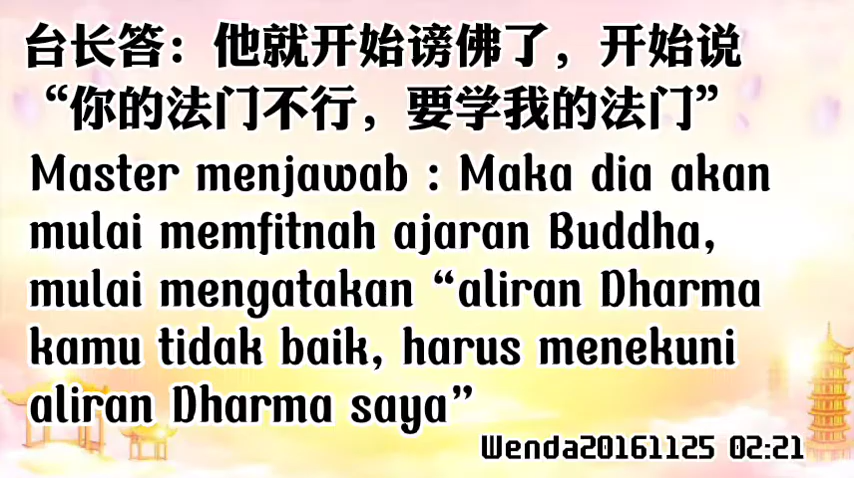 台长答：他就开始谤佛了，开始说
“你的法门不行，要学我的法门”
Master menjawab : Maka dia akan
mulai memfitnah ajaran Buddha,
mulai mengatakan “aliran Dharma
kamu tidak baik, harus menekuni
aliran Dharma saya”
Wenda20161125 02:21